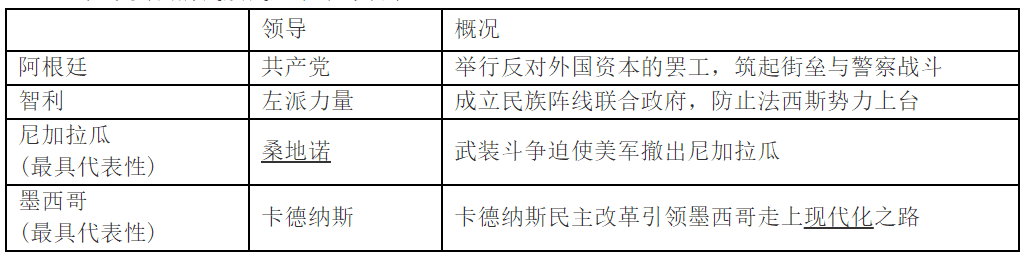 领导 概况
阿根廷 共产党 举行反对外国资本的罢工，筑起街垒与警察战斗
智利 左派力量 成立民族阵线联合政府，防止法西斯势力上台
尼加拉瓜
(最具代表性) 桑地诺 武装斗争迫使美军撤出尼加拉瓜
墨西哥
(最具代表性) 卡德纳斯 卡德纳斯民主改革引领墨西哥走上现代化之路